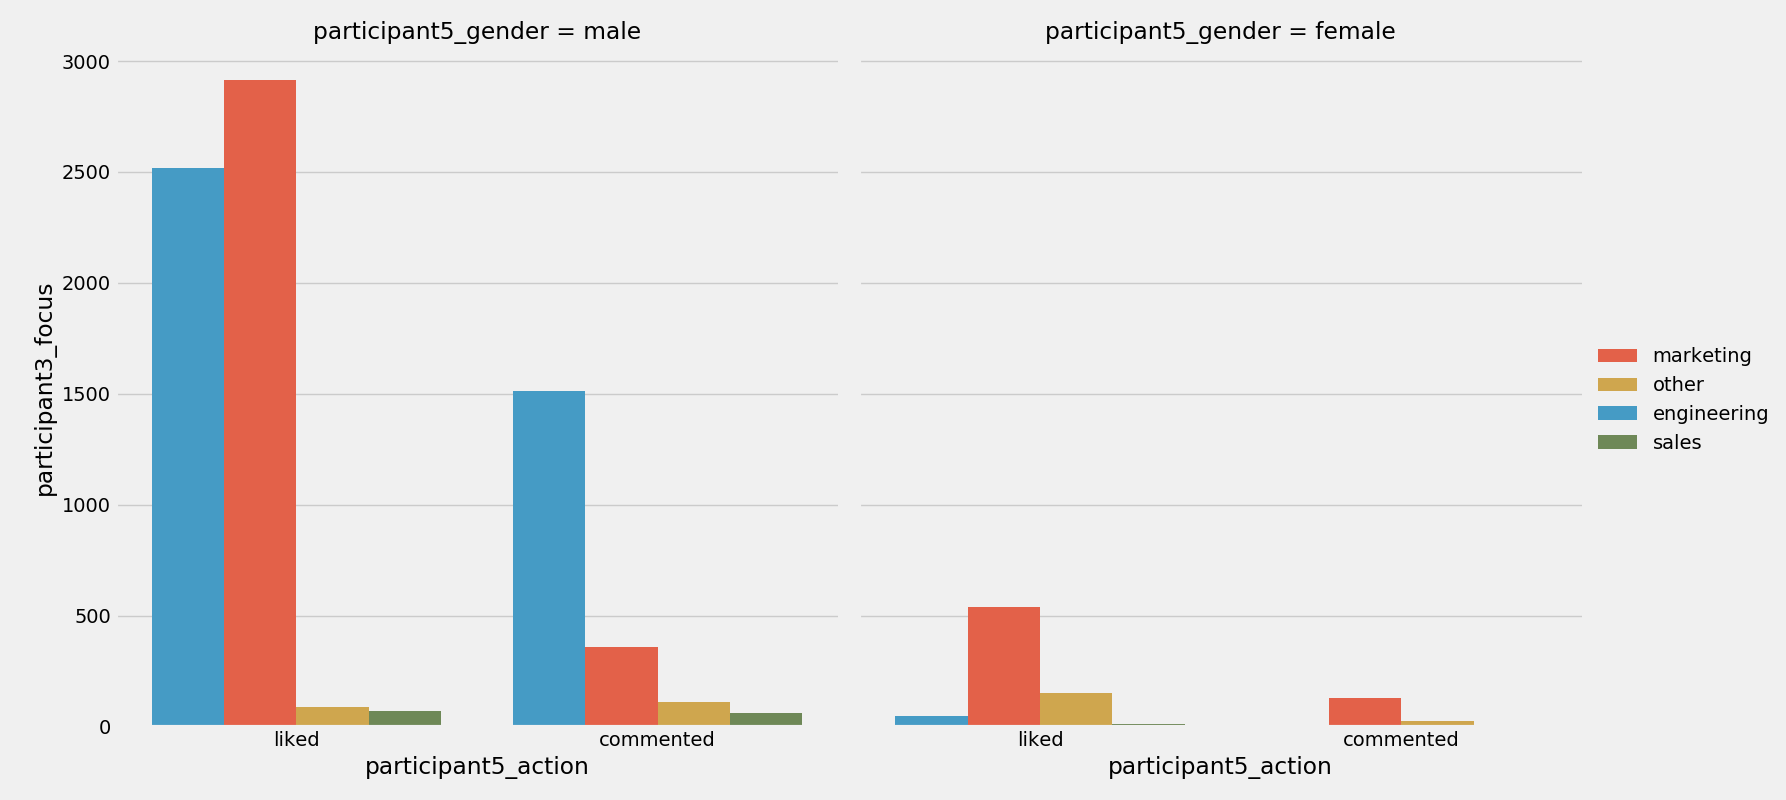 participant5_gender = male
participant5_gender = female
3000
2500
2000
1500
1000
500
0
participant3_focus
liked
commented
liked
commented
participant5_action
participant5_action
marketing
other
engineering
sales